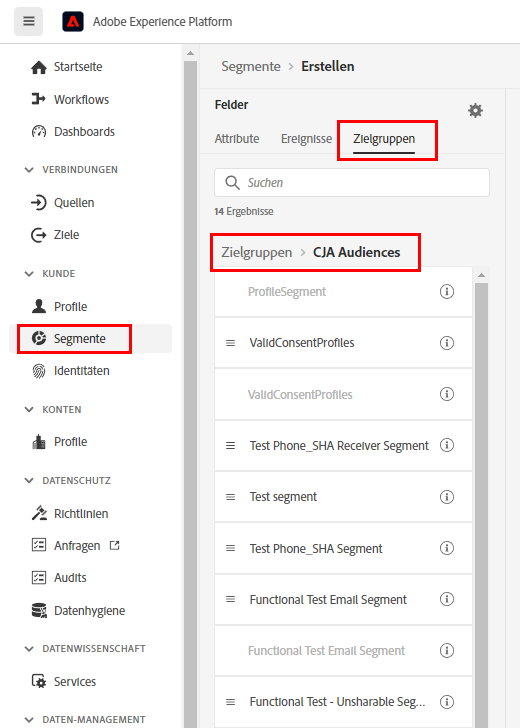 Adobe Experience Platform
Startseite
Workflows
Dashboards
VERBINDUNGEN
Quellen
Ziele
KUNDE
Profile
Segmente
Identitäten
KONTEN
Profile
DATENSCHUTZ
Richtlinien
Anfragen
Audits
Datenhygiene
DATENWISSENSCHAFT
Services
DATEN-MANAGEMENT
Segmente > Erstellen
Felder
Attribute Ereignisse Zielgruppen
Suchen
14 Ergebnisse
Zielgruppen > CJA Audiences
ProfileSegment
ValidConsentProfiles
ValidConsentProfiles
Test Phone_SHA Receiver Segment
Test segment
Test Phone_SHA Segment
Functional Test Email Segment
Functional Test Email Segment
Functional Test - Unsharable Seg...